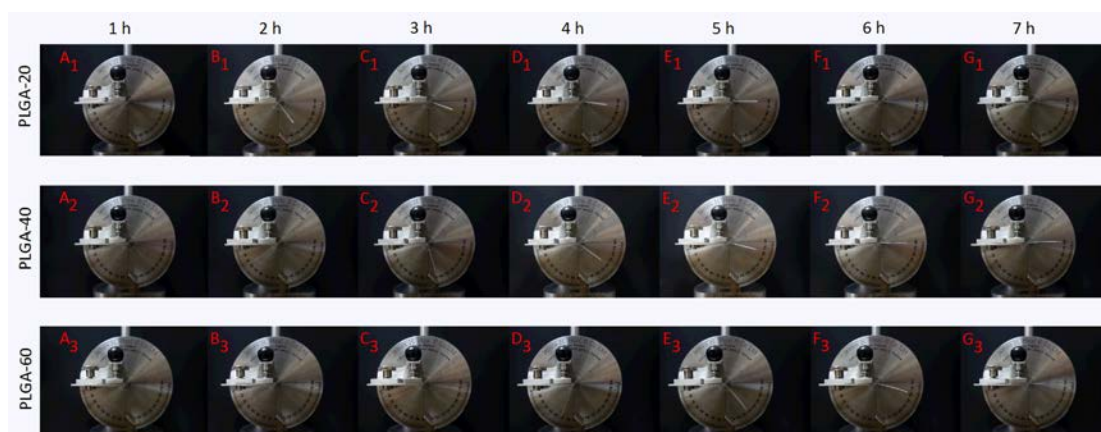 1 h 2 h 3 h 4 h 5 h 6 h 7 h
PLGA-20
A1 B1 C1 D1 E1 F1 G1
PLGA-40
A2 B2 C2 D2 E2 F2 G2
PLGA-60
A3 B3 C3 D3 E3 F3 G3